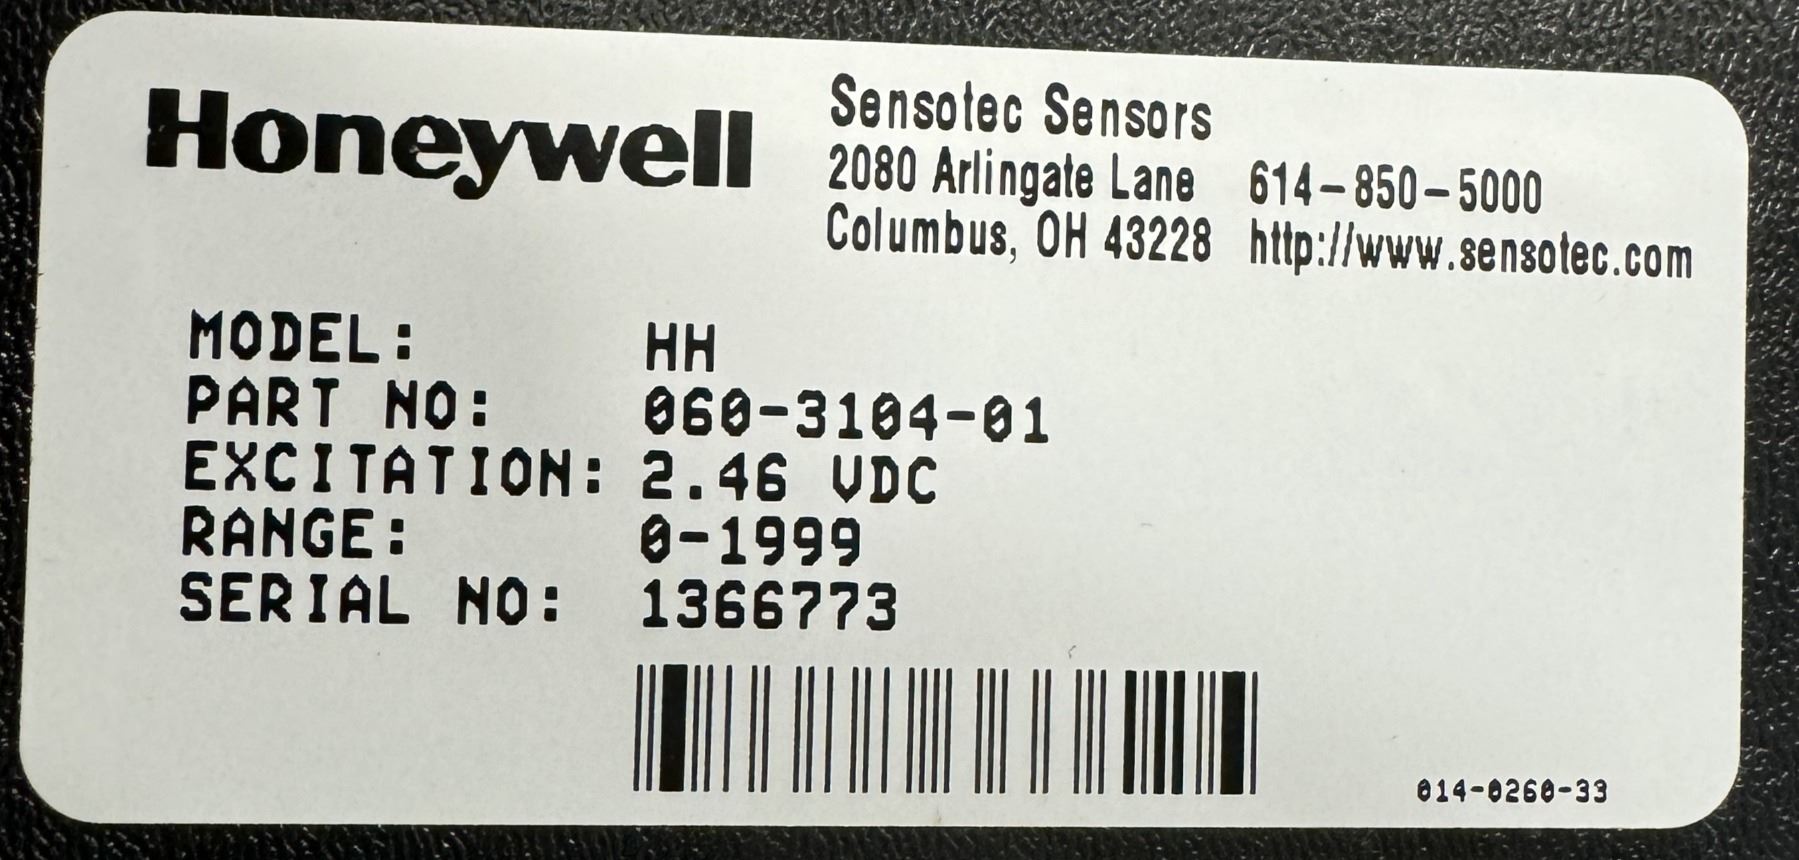 Honeywell
Sensotec Sensors
2080 Arlingate Lane 614-850-5000
Columbus, OH 43228 http://www.sensotec.com
MODEL: HH
PART NO: 060-3104-01
EXCITATION: 2.46 VDC
RANGE: 0-1999
SERIAL NO: 1366773
014-0260-33